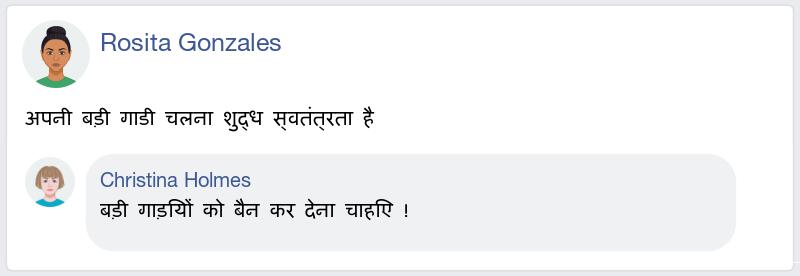 Rosita Gonzales
अपनी बड़ी गाडी चलना शुद्ध स्वतंत्रता है
Christina Holmes
बड़ी गाड़ियों को बैन कर देना चाहिए !